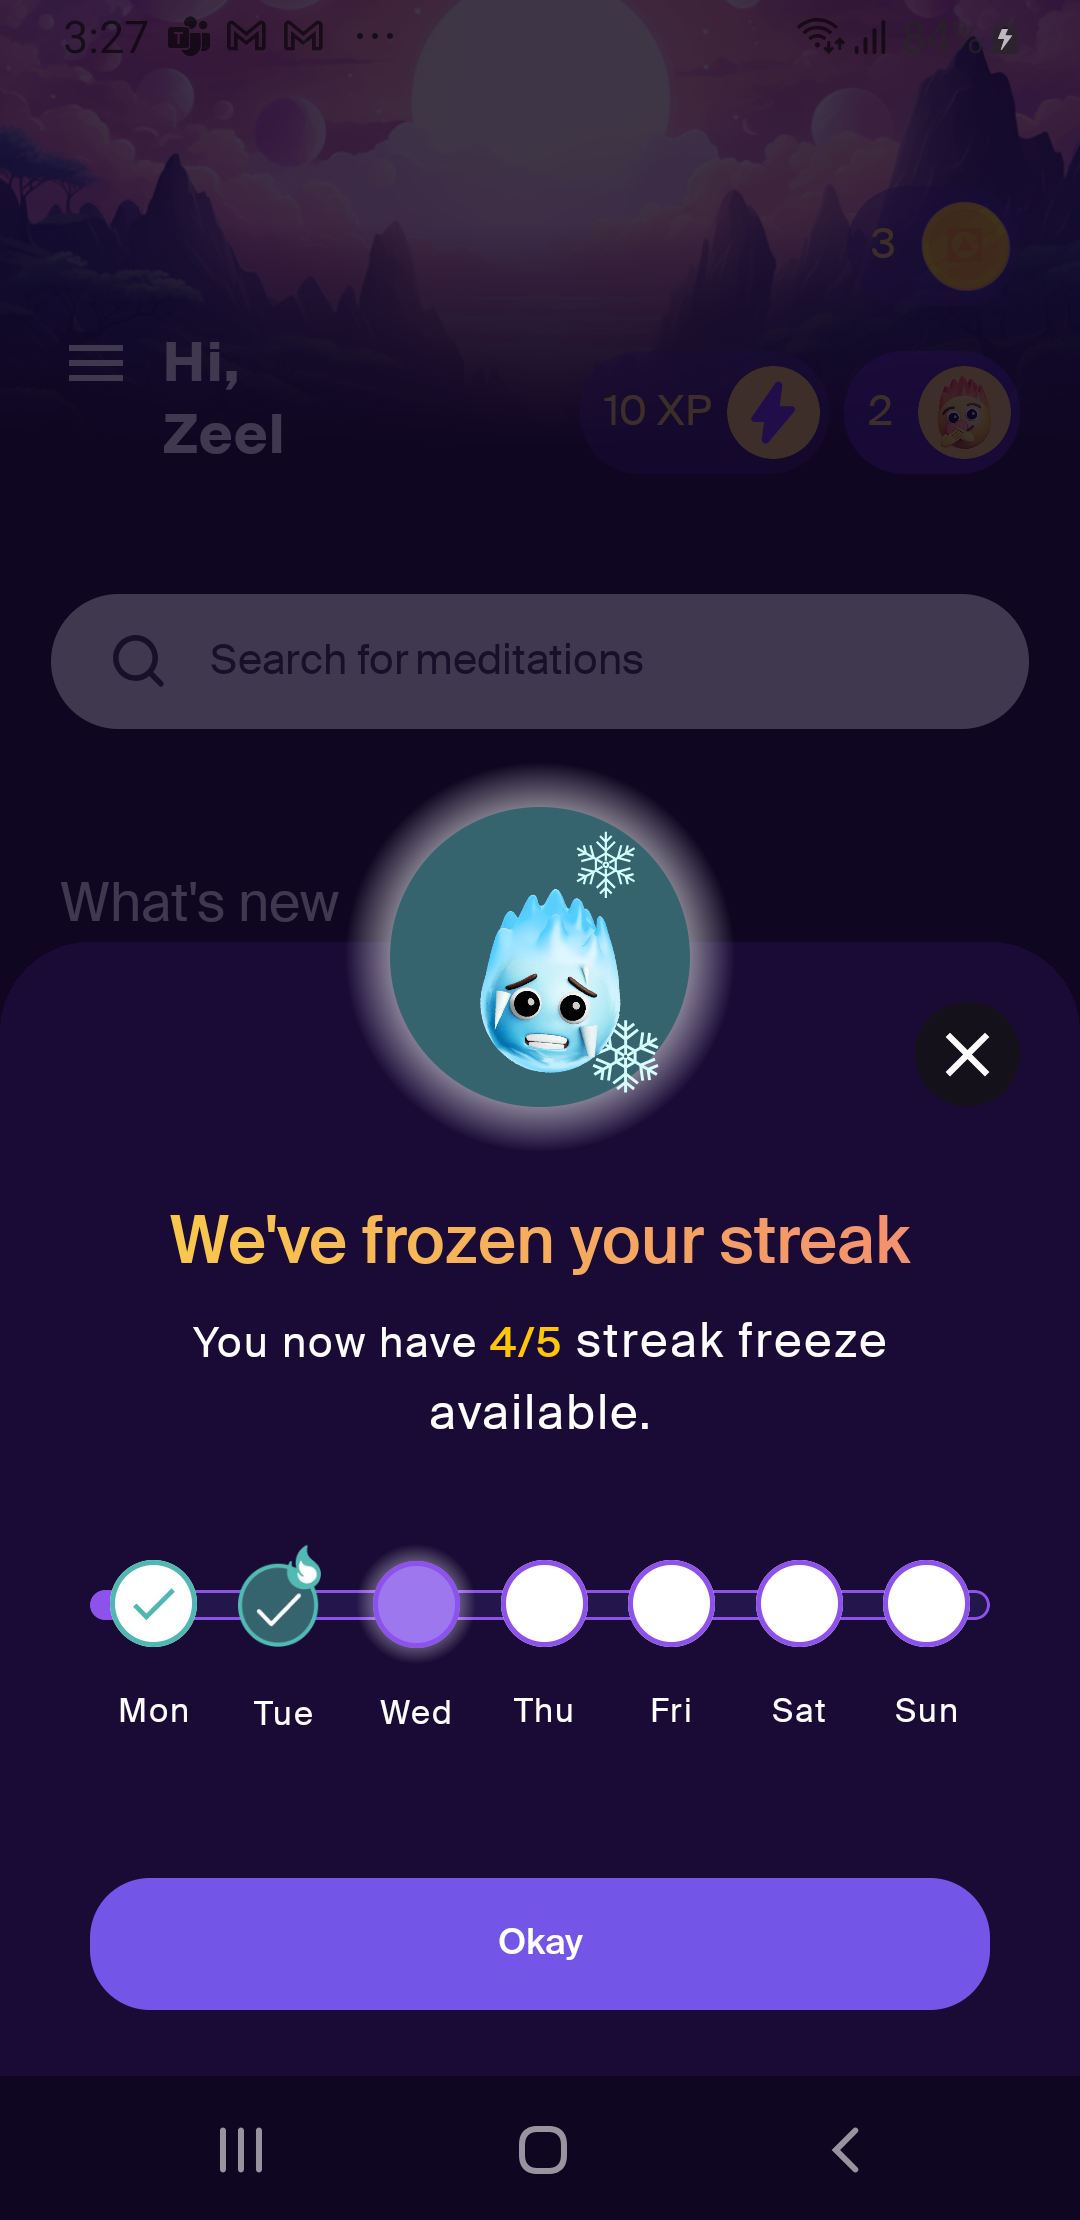 3:27
3
Hi,
Zeel
10 XP
2
Search for meditations
What's new
We've frozen your streak
You now have 4/5 streak freeze
available.
Mon Tue Wed Thu Fri Sat Sun
Okay